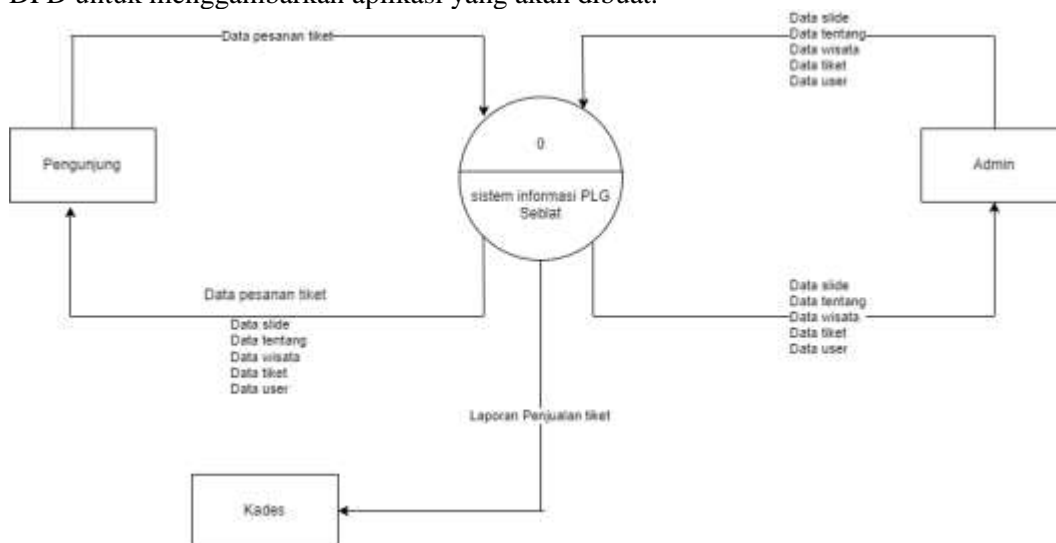 DFD untuk menggambarkan aplikasi yang akan dibuat.
Data pesanan tiket
Data slide
Data tentang
Data wisata
Data tiket
Data user
Pengunjung
0
sistem informasi PLG
Seblat
Admin
Data pesanan tiket
Data slide
Data tentang
Data wisata
Data tiket
Data user
Data slide
Data tentang
Data wisata
Data tiket
Data user
Laporan Penjualan tiket
Kades